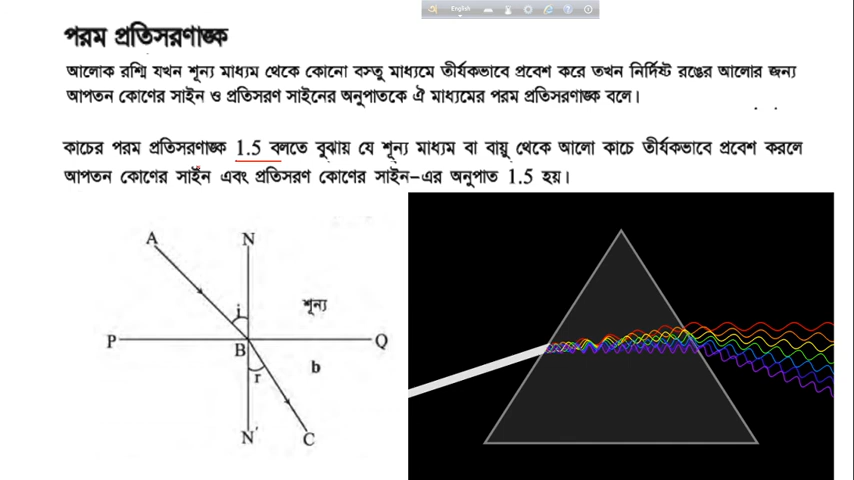 English
পরম প্রতিসরণাঙ্ক
আলোক রশ্মি যখন শূন্য মাধ্যম থেকে কোনো বস্তু মাধ্যমে তীর্যকভাবে প্রবেশ করে তখন নির্দিষ্ট রঙের আলোর জন্য
আপতন কোণের সাইন ও প্রতিসরণ সাইনের অনুপাতকে ঐ মাধ্যমের পরম প্রতিসরণাঙ্ক বলে।
কাচের পরম প্রতিসরণাঙ্ক 1.5 বলতে বুঝায় যে শূন্য মাধ্যম বা বায়ু থেকে আলো কাচে তীর্যকভাবে প্রবেশ করলে
আপতন কোণের সাইন এবং প্রতিসরণ কোণের সাইন-এর অনুপাত 1.5 হয়।
A N
i শূন্য
P Q
B b
r
N' C